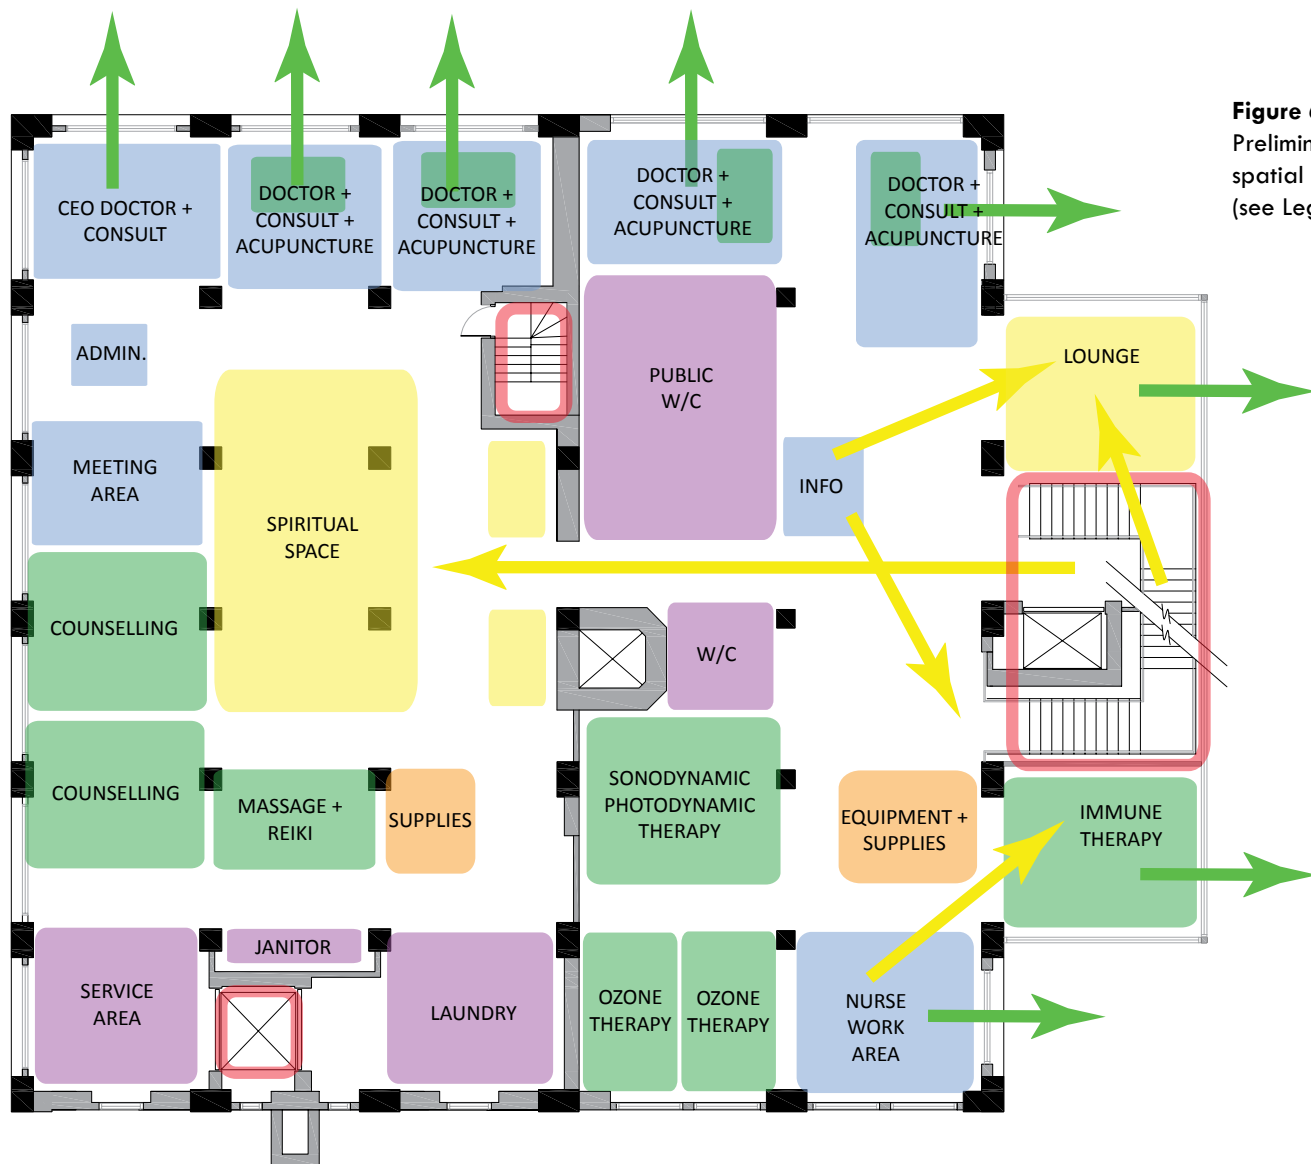 Figure
Prelimin
spatial
(see Leg
CEO DOCTOR +
CONSULT
DOCTOR +
CONSULT +
ACUPUNCTURE
DOCTOR +
CONSULT +
ACUPUNCTURE
DOCTOR +
CONSULT +
ACUPUNCTURE
DOCTOR +
CONSULT +
ACUPUNCTURE
ADMIN.
LOUNGE
PUBLIC
W/C
MEETING
AREA
INFO
SPIRITUAL
SPACE
COUNSELLING
W/C
COUNSELLING
MASSAGE +
REIKI
SUPPLIES
SONODYNAMIC
PHOTODYNAMIC
THERAPY
EQUIPMENT +
SUPPLIES
IMMUNE
THERAPY
JANITOR
SERVICE
AREA
LAUNDRY
OZONE
THERAPY
OZONE
THERAPY
NURSE
WORK
AREA